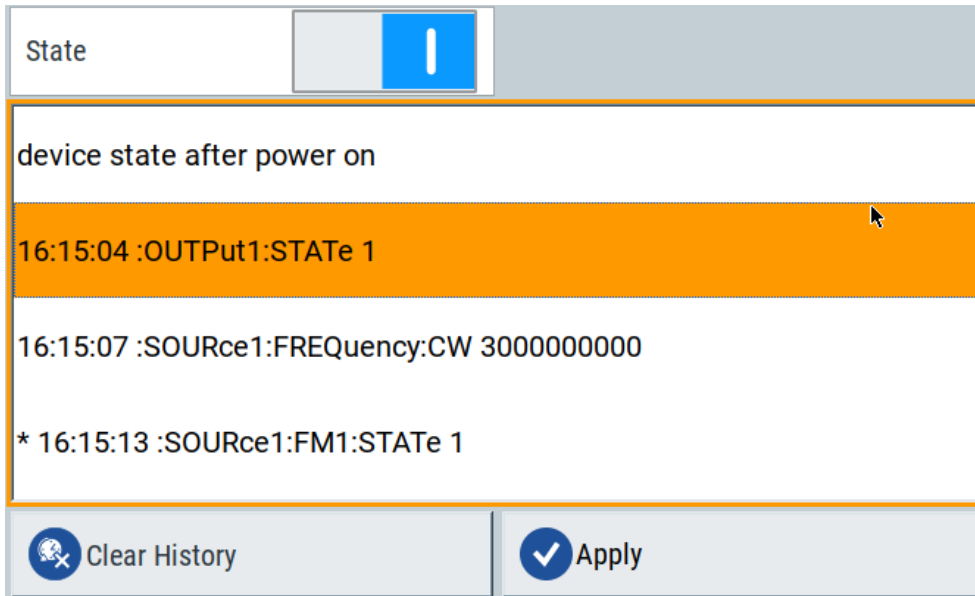 State
device state after power on
16:15:04 :OUTPut1:STATe 1
16:15:07 :SOURce1:FREQuency:CW 3000000000
* 16:15:13 :SOURce1:FM1:STATe 1
Clear History
Apply